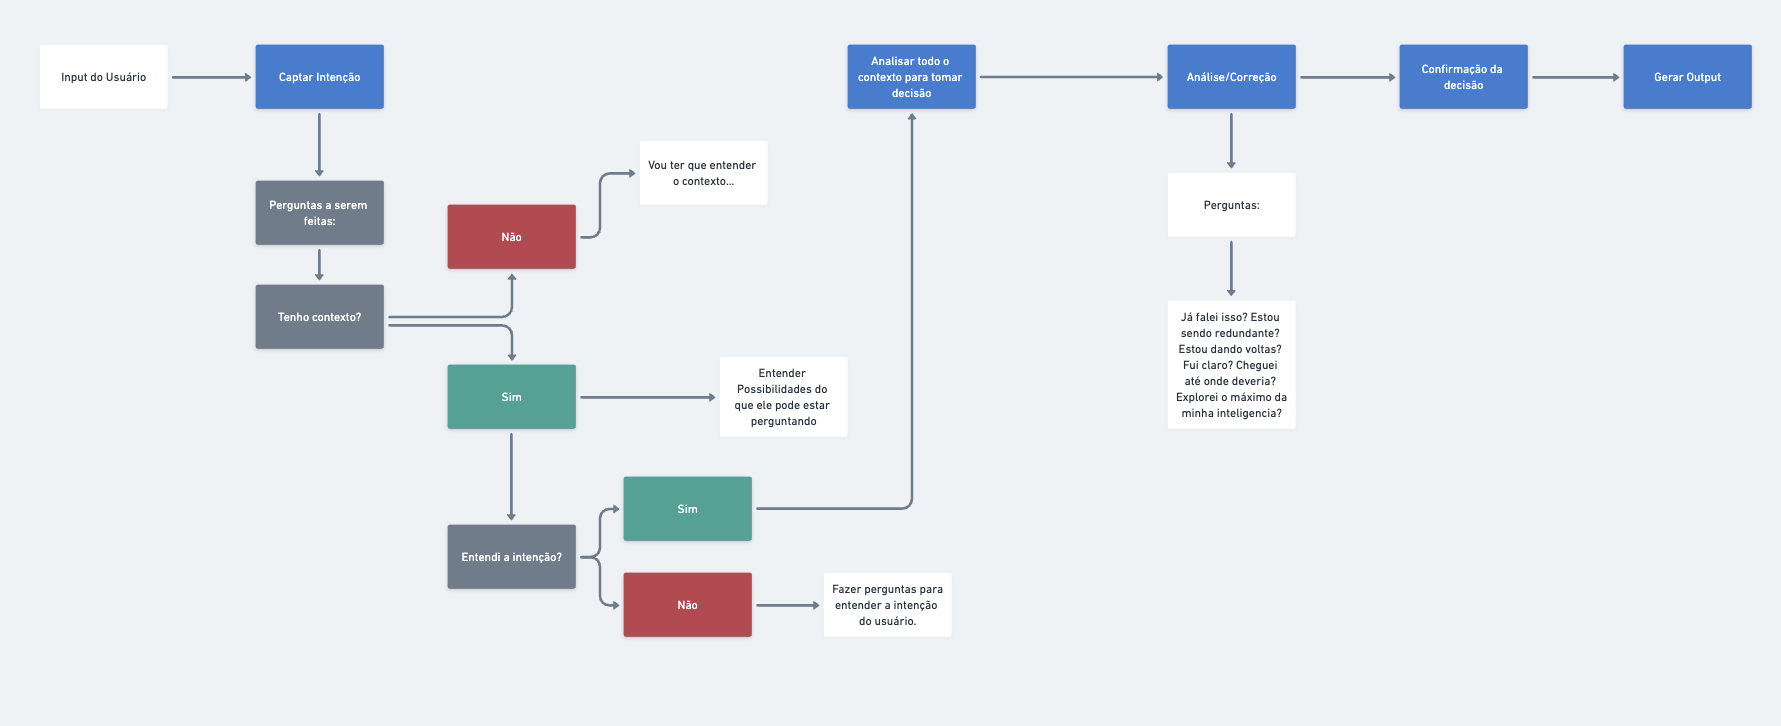 Input do Usuário
Captar Intenção
Perguntas a serem
feitas:
Tenho contexto?
Não
Vou ter que entender
o contexto...
Sim
Entender
Possibilidades do
que ele pode estar
perguntando
Entendi a intenção?
Sim
Não
Fazer perguntas para
entender a intenção
do usuário.
Analisar todo o
contexto para tomar
decisão
Análise/Correção
Perguntas:
Já falei isso? Estou
sendo redundante?
Estou dando voltas?
Fui claro? Cheguei
até onde deveria?
Explorei o máximo da
minha inteligencia?
Confirmação da
decisão
Gerar Output